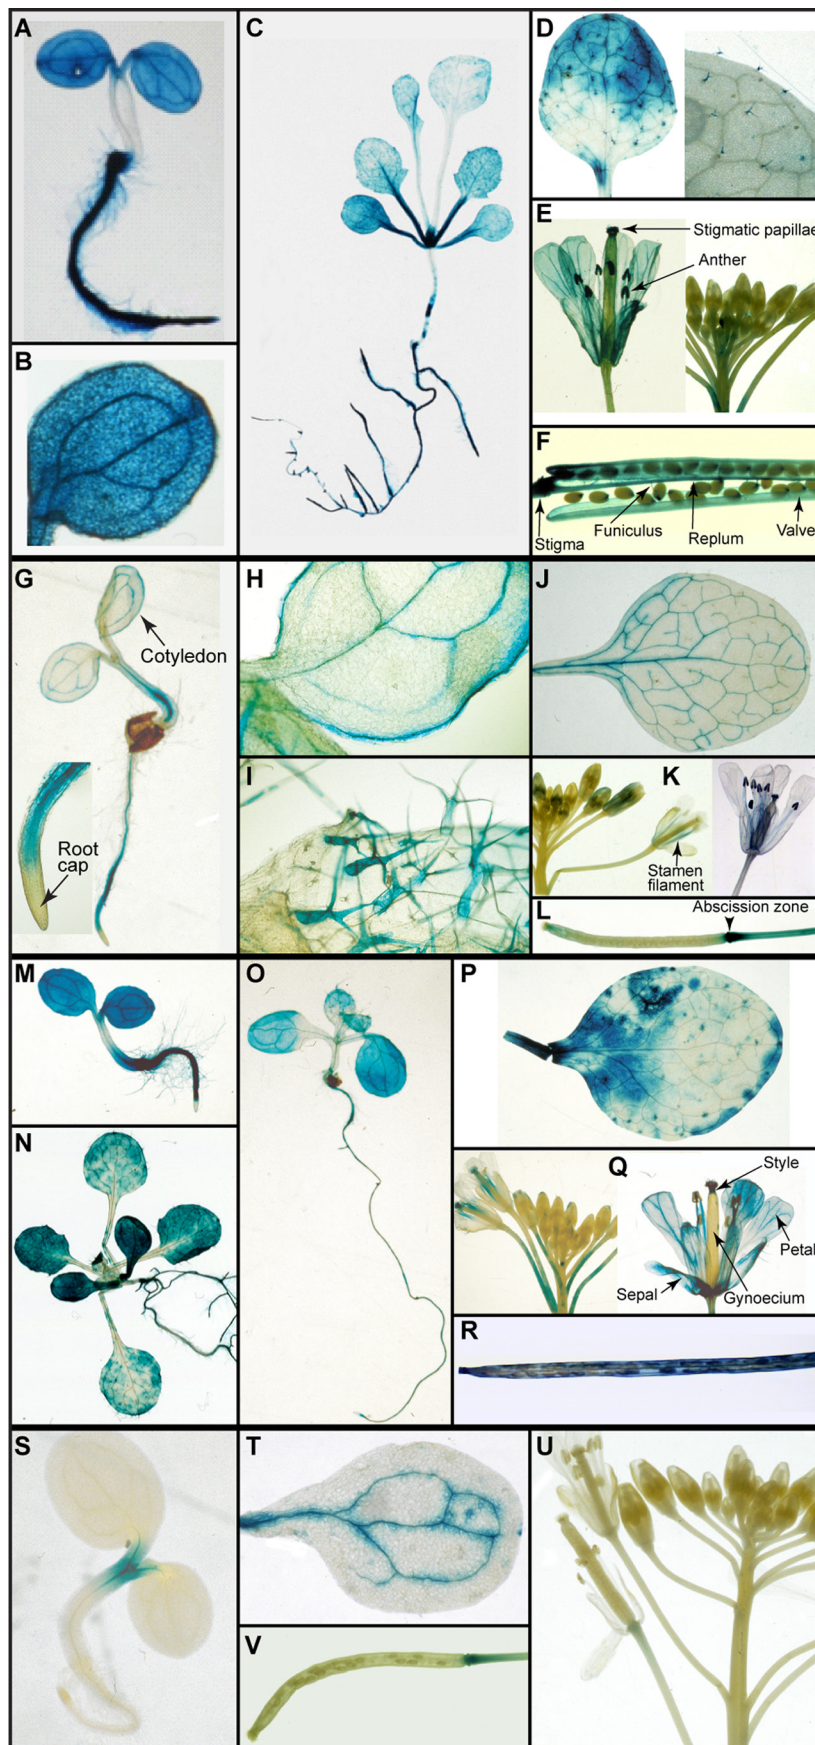 A
C
D
E
Stigmatic papillae
Anther
B
F
Funiculus
Replum
Valve
Stigma
G
Cotyledon
H
J
I
K
Root
cap
Stamen
filament
L
Abscission zone
M
O
P
N
Q
Style
Petal
Sepal
Gynoecium
R
S
T
U
V